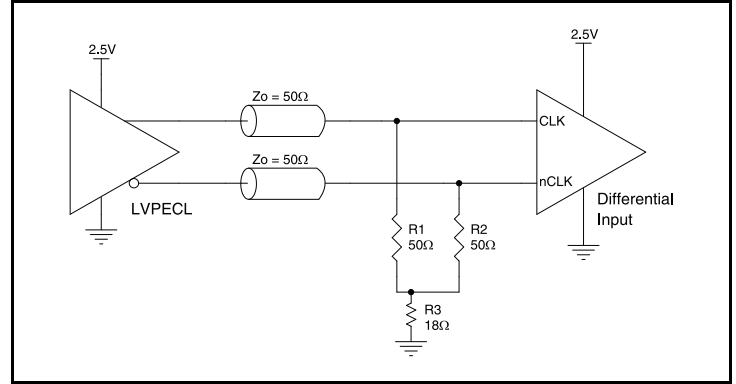 2.5V
2.5V
Zo = 50Ω
CLK
Zo = 50Ω
nCLK
LVPECL
Differential
Input
R1
50Ω
R2
50Ω
R3
18Ω